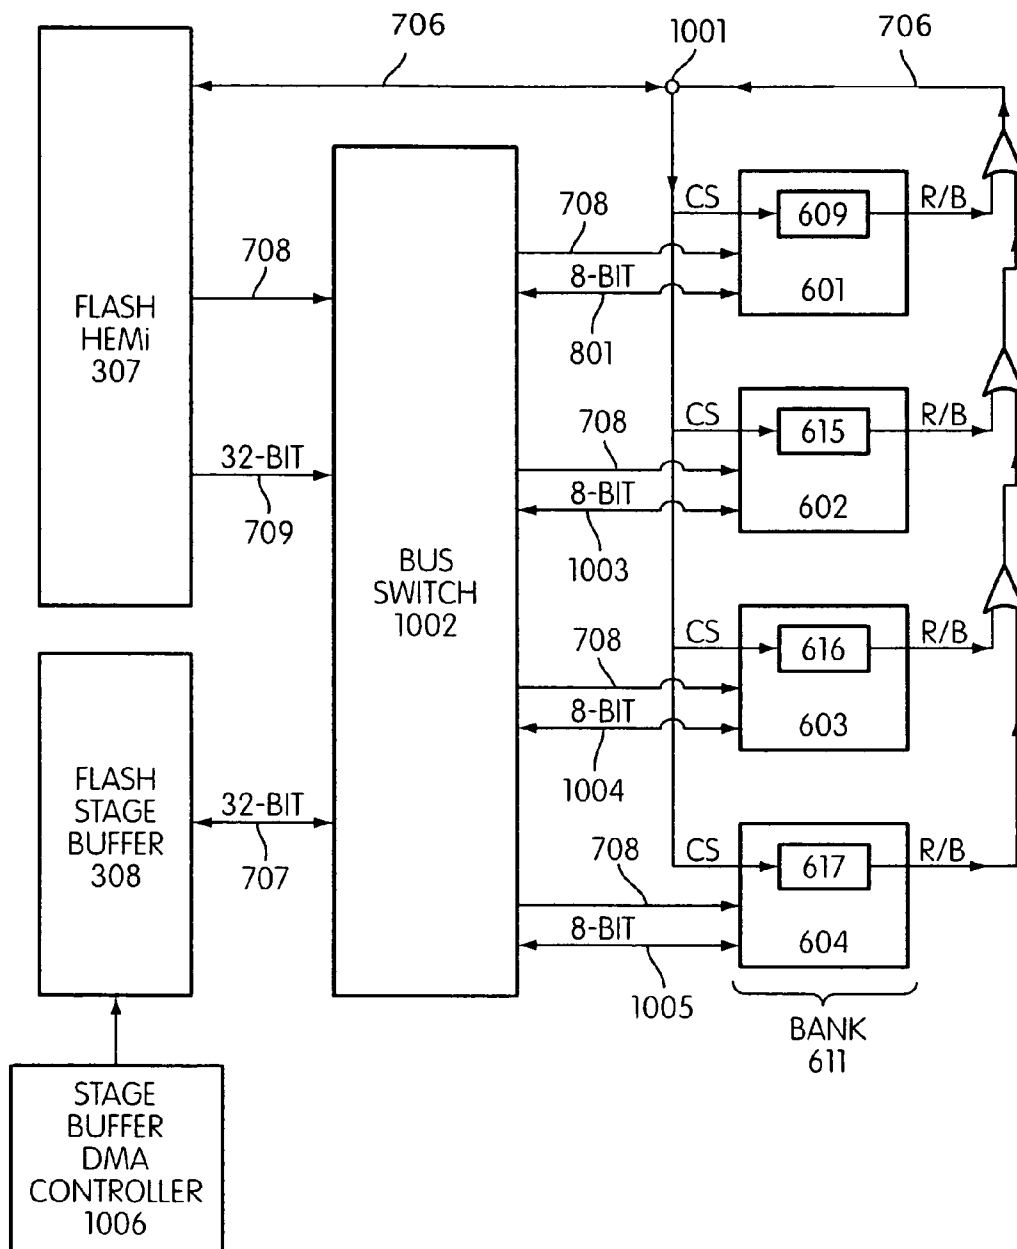 706
1001
706
FLASH
HEMi
307
708
32-BIT
709
BUS
SWITCH
1002
708
8-BIT
801
CS
609
R/B
601
708
8-BIT
1003
CS
615
R/B
602
708
8-BIT
1004
CS
616
R/B
603
708
8-BIT
1005
CS
617
R/B
604
BANK
611
FLASH
STAGE
BUFFER
308
32-BIT
707
STAGE
BUFFER
DMA
CONTROLLER
1006